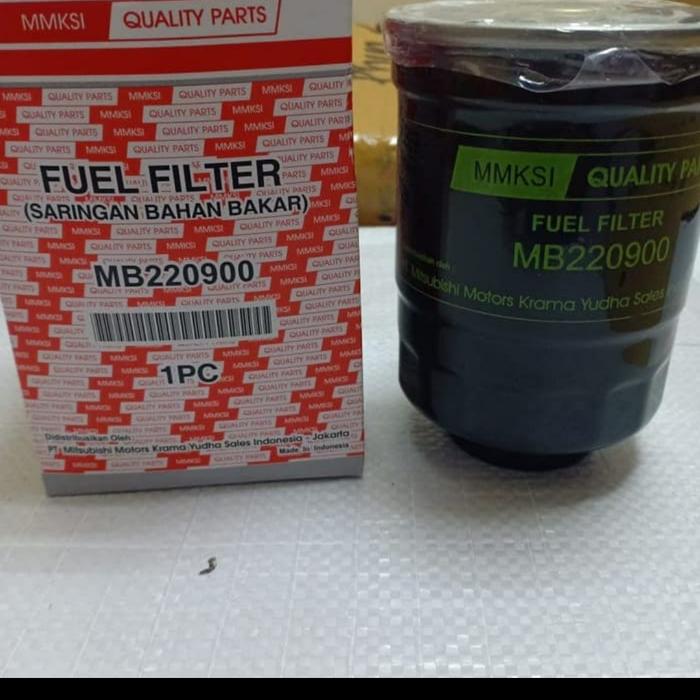 MMKSI QUALITY PARTS
FUEL FILTER
(SARINGAN BAHAN BAKAR)
MB220900
1PC
Didistribusikan Oleh :
PT. Mitsubishi Motors Krama Yudha Sales Indonesia - Jakarta
Made In Indonesia
MMKSI QUALITY PA
FUEL FILTER
MB220900
Mitsubishi Motors Krama Yudha Sales